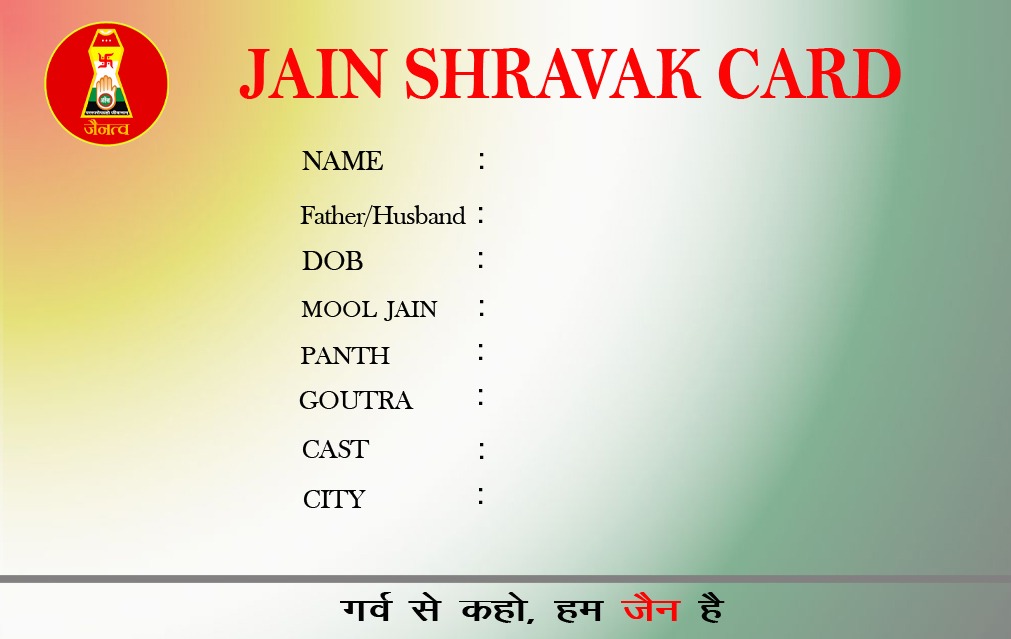 JAIN SHRAVAK CARD
जैनत्व
NAME :
Father/Husband :
DOB :
MOOL JAIN :
PANTH :
GOUTRA :
CAST :
CITY :
गर्व से कहो, हम जैन है